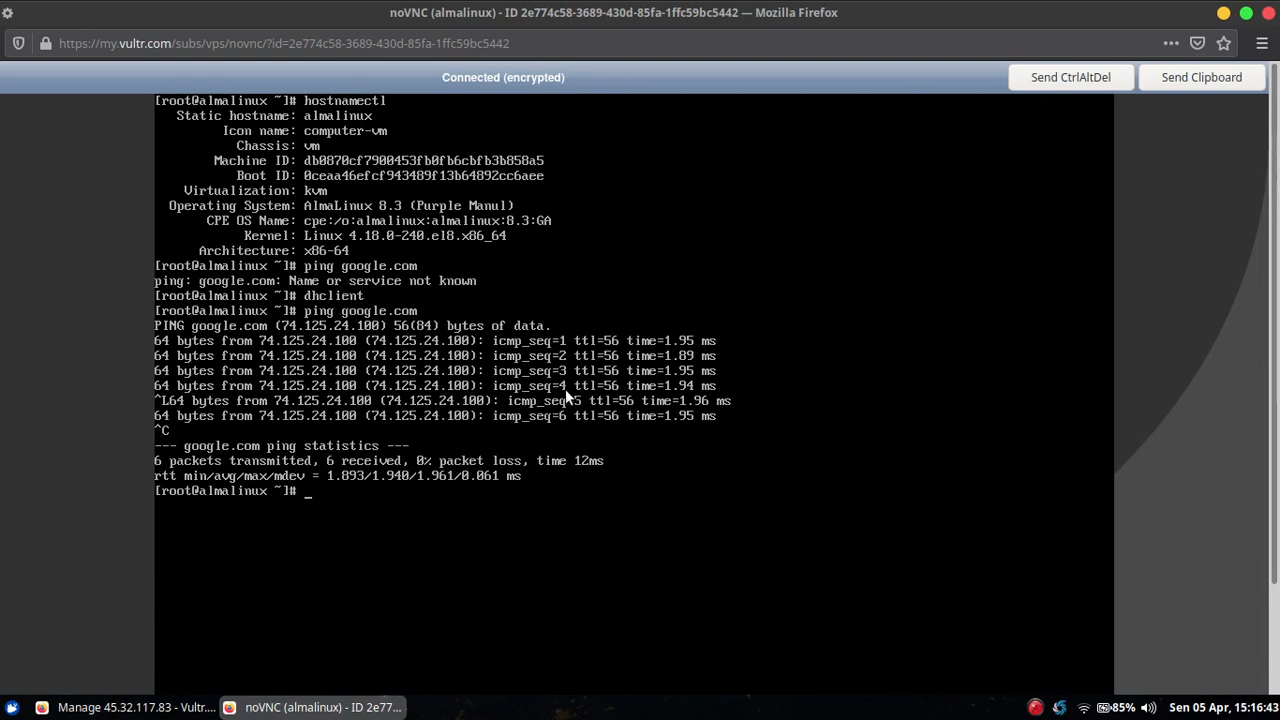 noVNC (almalinux) - ID 2e774c58-3689-430d-85fa-1ffc59bc5442 — Mozilla Firefox
https://my.vultr.com/subs/vps/novnc/?id=2e774c58-3689-430d-85fa-1ffc59bc5442
Connected (encrypted)
Send CtrlAltDel
Send Clipboard
[root@almalinux ~]# hostnamectl
Static hostname: almalinux
Icon name: computer-vm
Chassis: vm
Machine ID: db0870cf7900453fb0fb6cbfb3b858a5
Boot ID: 0ceaa46efcf943489f13b64892cc6aee
Virtualization: kvm
Operating System: AlmaLinux 8.3 (Purple Manul)
CPE OS Name: cpe:/o:almalinux:almalinux:8.3:GA
Kernel: Linux 4.18.0-240.el8.x86_64
Architecture: x86-64
[root@almalinux ~]# ping google.com
ping: google.com: Name or service not known
[root@almalinux ~]# dhclient
[root@almalinux ~]# ping google.com
PING google.com (74.125.24.100) 56(84) bytes of data.
64 bytes from 74.125.24.100 (74.125.24.100): icmp_seq=1 ttl=56 time=1.95 ms
64 bytes from 74.125.24.100 (74.125.24.100): icmp_seq=2 ttl=56 time=1.89 ms
64 bytes from 74.125.24.100 (74.125.24.100): icmp_seq=3 ttl=56 time=1.95 ms
64 bytes from 74.125.24.100 (74.125.24.100): icmp_seq=4 ttl=56 time=1.94 ms
^L64 bytes from 74.125.24.100 (74.125.24.100): icmp_seq=5 ttl=56 time=1.96 ms
64 bytes from 74.125.24.100 (74.125.24.100): icmp_seq=6 ttl=56 time=1.95 ms
^C
--- google.com ping statistics ---
6 packets transmitted, 6 received, 0% packet loss, time 12ms
rtt min/avg/max/mdev = 1.893/1.940/1.961/0.061 ms
[root@almalinux ~]# _
Manage 45.32.117.83 - Vultr....
noVNC (almalinux) - ID 2e77...
85%
Sen 05 Apr, 15:16:43